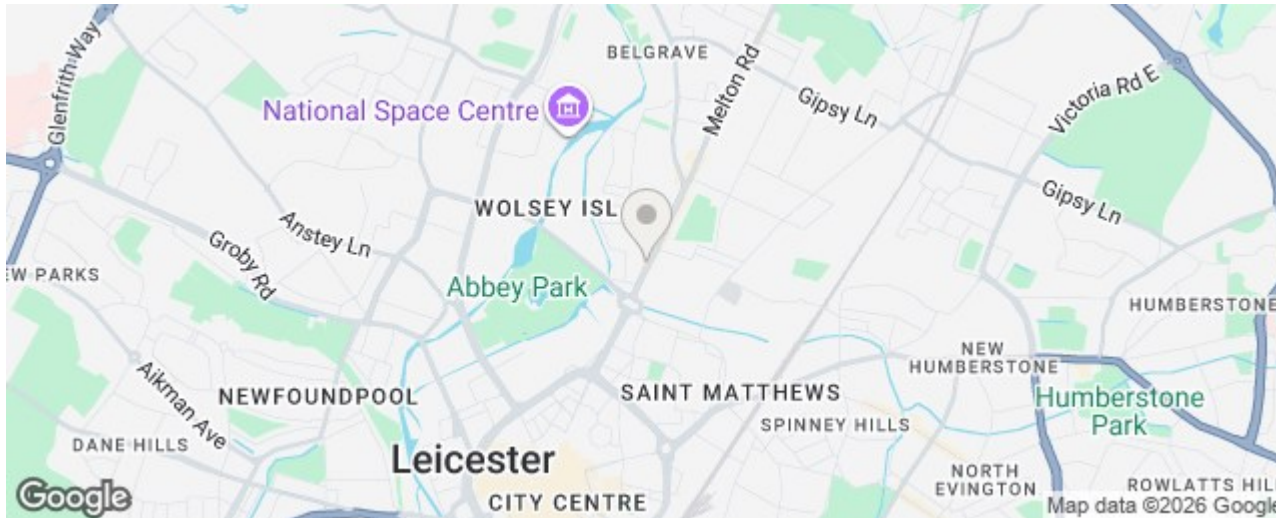 BELGRAVE
Glenfrith Way
National Space Centre
Melton Rd
Gipsy Ln
Victoria Rd E
WOLSEY ISL
Anstey Ln
Groby Rd
Gipsy Ln
EW PARKS
Abbey Park
HUMBERSTONE
Aikman Ave
NEW
HUMBERSTONE
NEWFOUNDPOOL
SAINT MATTHEWS
Humberstone
Park
DANE HILLS
SPINNEY HILLS
Leicester
NORTH
EVINGTON
ROWLATTS HIL
CITY CENTRE
Google
Map data ©2026 Google